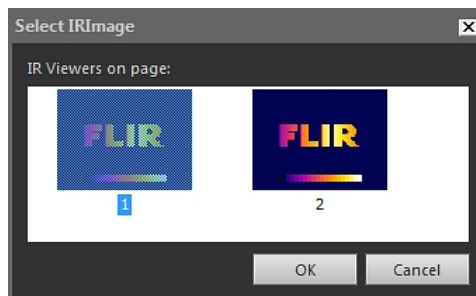 Select IRImage
IR Viewers on page:
FLIR FLIR
1 2
OK Cancel